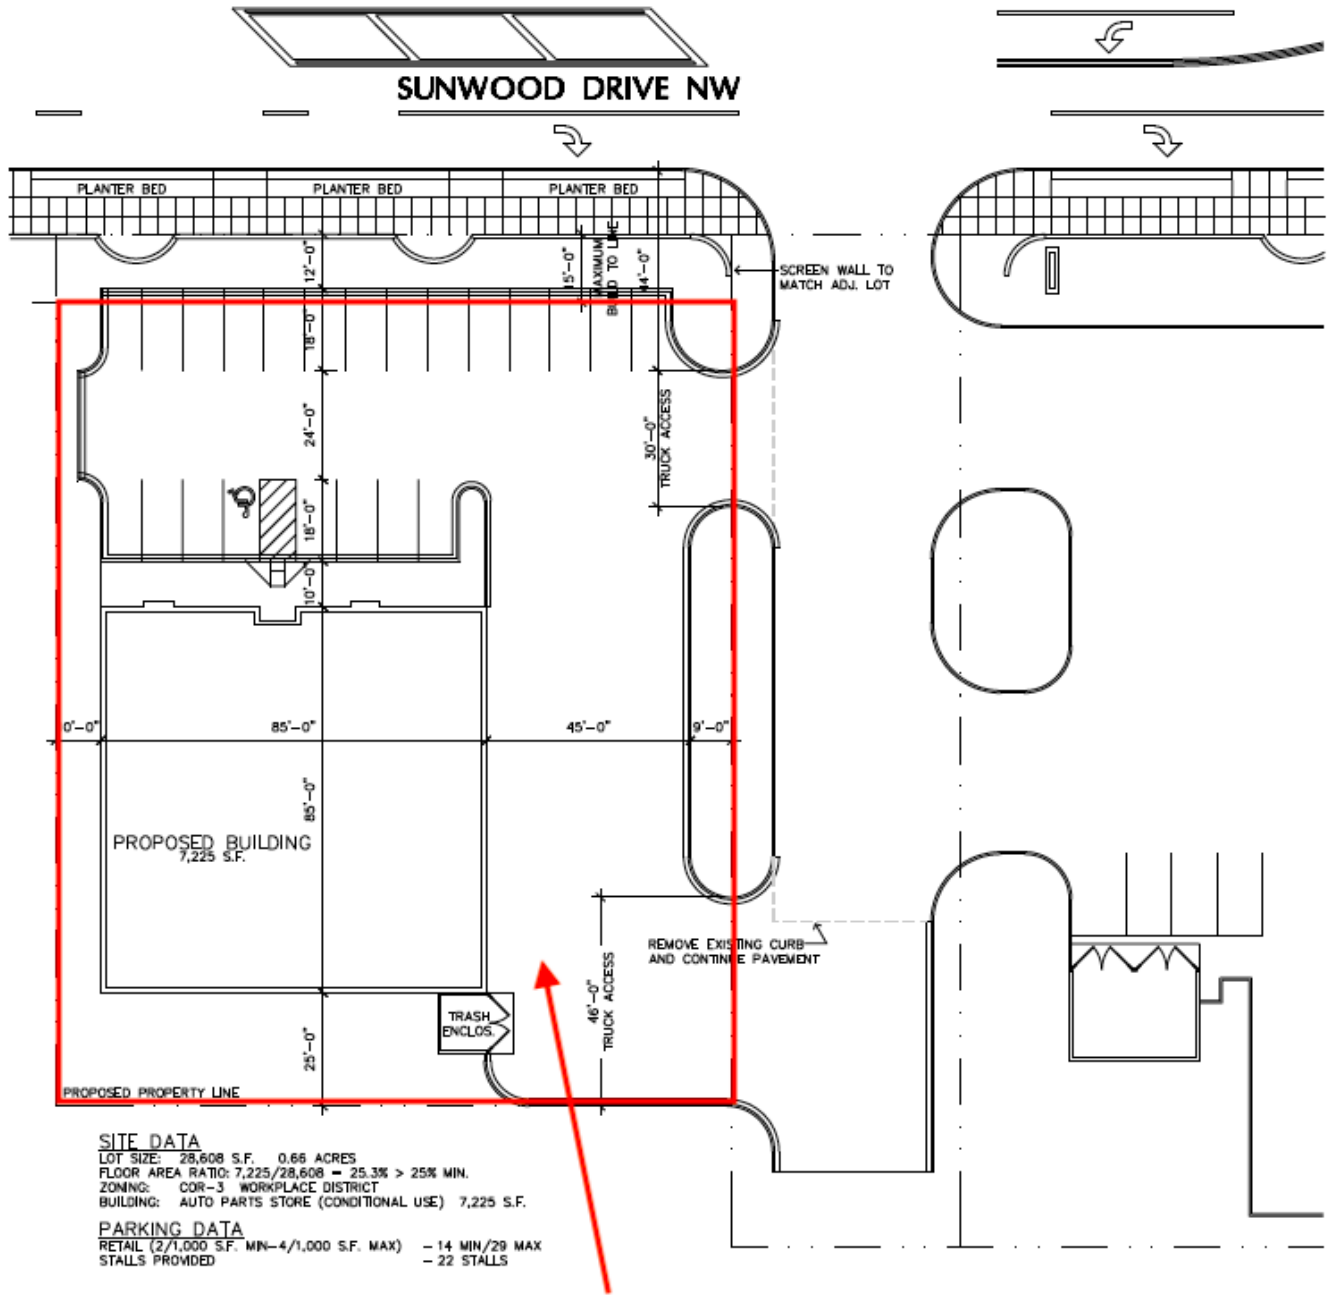 SUNWOOD DRIVE NW
PLANTER BED
PLANTER BED
PLANTER BED
12'-0"
15'-0"
MAXIMUM
BUILD TO LINE
44'-0"
SCREEN WALL TO
MATCH ADJ. LOT
18'-0"
24'-0"
30'-0"
TRUCK ACCESS
18'-0"
10'-0"
0'-0"
85'-0"
45'-0"
9'-0"
85'-0"
PROPOSED BUILDING
7,225 S.F.
REMOVE EXISTING CURB
AND CONTINUE PAVEMENT
46'-0"
TRUCK ACCESS
TRASH
ENCLOS.
25'-0"
PROPOSED PROPERTY LINE
SITE DATA
LOT SIZE: 28,608 S.F. 0.66 ACRES
FLOOR AREA RATIO: 7,225/28,608 = 25.3% > 25% MIN.
ZONING: COR-3 WORKPLACE DISTRICT
BUILDING: AUTO PARTS STORE (CONDITIONAL USE) 7,225 S.F.
PARKING DATA
RETAIL (2/1,000 S.F. MIN-4/1,000 S.F. MAX) - 14 MIN/29 MAX
STALLS PROVIDED - 22 STALLS